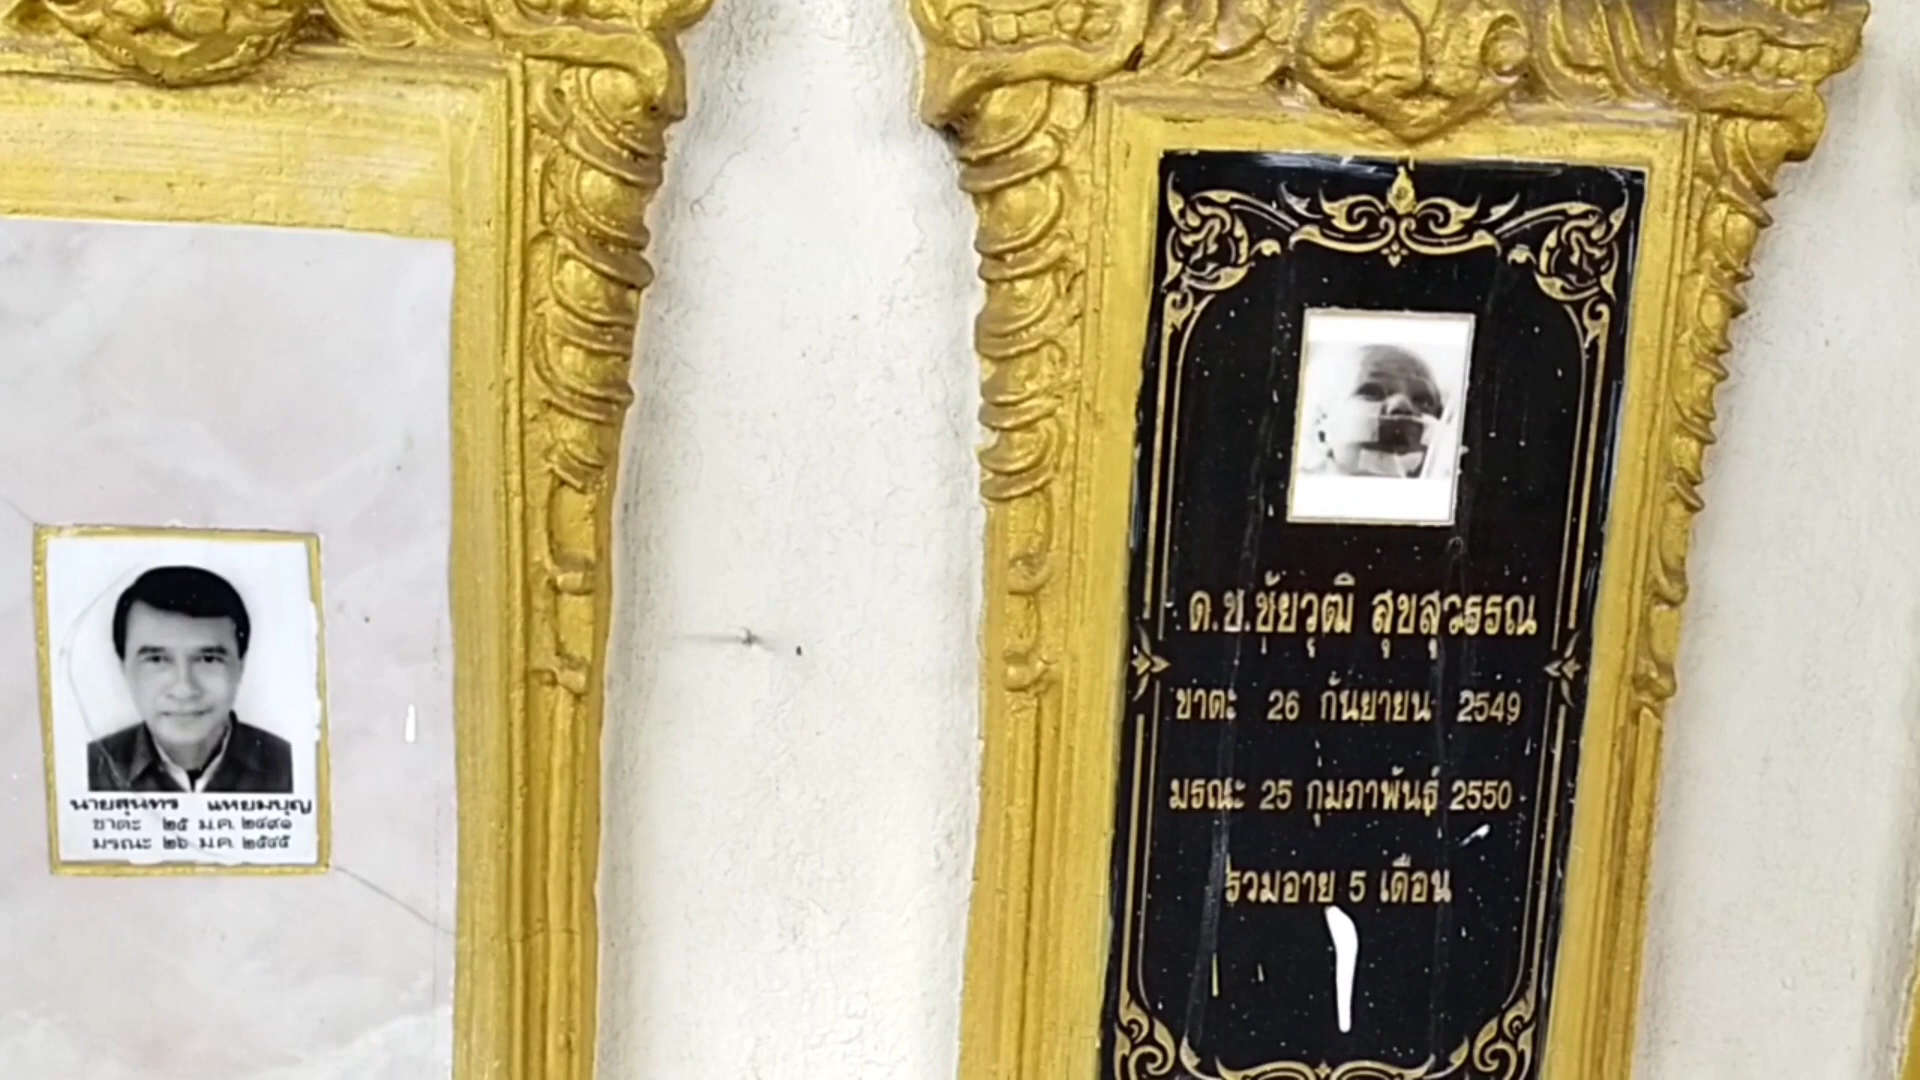 นายสุนทร แหยมบุญ
ชาตะ ๒๕ ม.ค. ๒๔๙๑
มรณะ ๒๖ ม.ค. ๒๕๔๕
ด.ช.ชัยวุฒิ สุขสุวรรณ
ชาตะ 26 กันยายน 2549
มรณะ 25 กุมภาพันธ์ 2550
รวมอายุ 5 เดือน